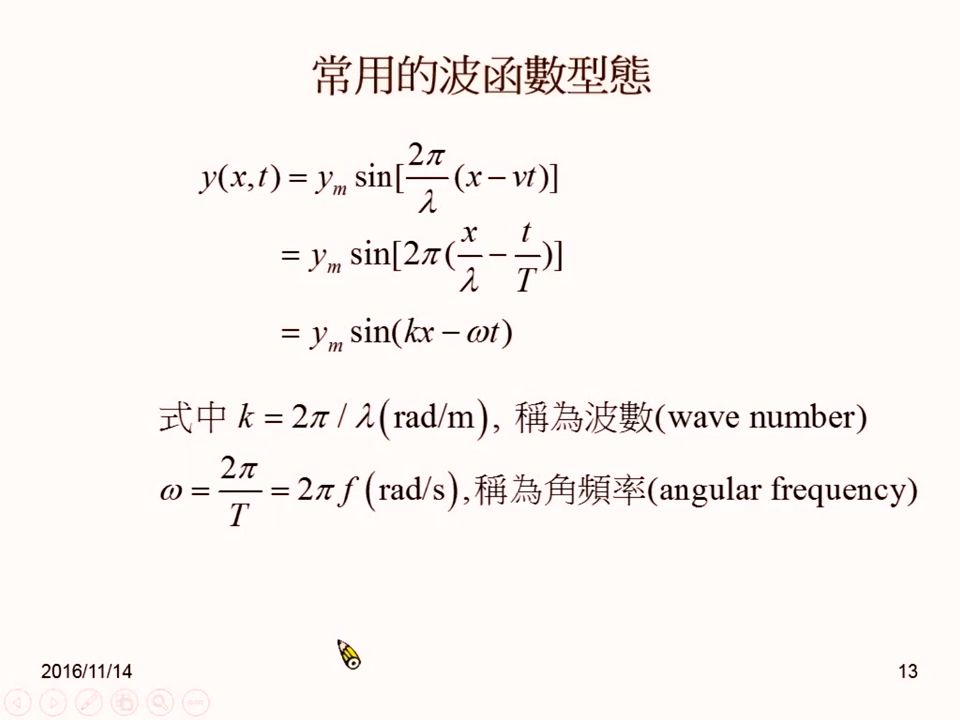 常用的波函數型態
y(x,t) = y_m sin[2π/λ (x − vt)]
= y_m sin[2π(x/λ − t/T)]
= y_m sin(kx − ωt)
式中 k = 2π / λ(rad/m), 稱為波數(wave number)
ω = 2π/T = 2π f (rad/s),稱為角頻率(angular frequency)
2016/11/14
13